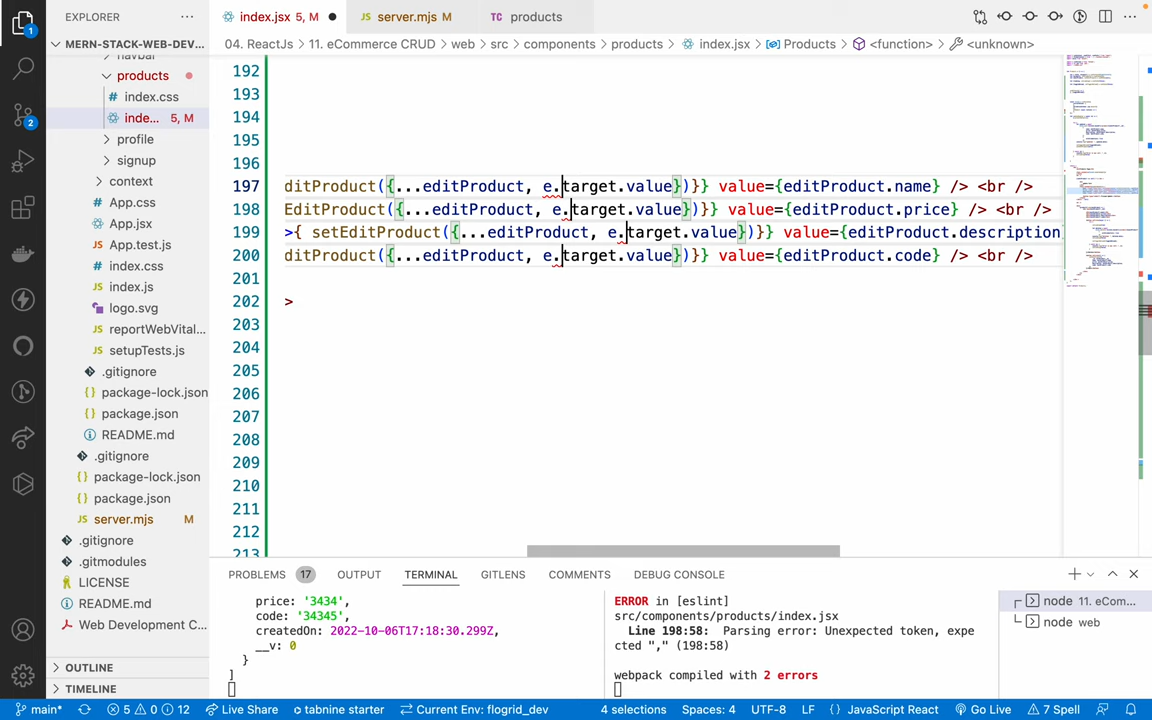 EXPLORER
index.jsx 5, M
server.mjs M
products
MERN-STACK-WEB-DEV...
04. ReactJs > 11. eCommerce CRUD > web > src > components > products > index.jsx > Products > <function> > <unknown>
navbar
products
index.css
inde... 5, M
profile
signup
context
App.css
App.jsx
App.test.js
index.css
index.js
logo.svg
reportWebVital...
setupTests.js
.gitignore
package-lock.json
package.json
README.md
.gitignore
package-lock.json
package.json
server.mjs M
.gitignore
.gitmodules
LICENSE
README.md
Web Development C...
OUTLINE
TIMELINE
192
193
194
195
196
197 ditProduct({...editProduct, e.target.value})}} value={editProduct.name} /> <br />
198 EditProduct({...editProduct, e.target.value})}} value={editProduct.price} /> <br />
199 >{ setEditProduct({...editProduct, e.target.value})}} value={editProduct.description
200 ditProduct({...editProduct, e.target.value})}} value={editProduct.code} /> <br />
201
202 >
203
204
205
206
207
208
209
210
211
212
213
PROBLEMS 17 OUTPUT TERMINAL GITLENS COMMENTS DEBUG CONSOLE
price: '3434',
code: '34345',
createdOn: 2022-10-06T17:18:30.299Z,
__v: 0
}
]
ERROR in [eslint]
src/components/products/index.jsx
Line 198:58: Parsing error: Unexpected token, expe
cted "," (198:58)
webpack compiled with 2 errors
node 11. eCom...
node web
main* 5 0 12 Live Share tabnine starter Current Env: flogrid_dev 4 selections Spaces: 4 UTF-8 LF {} JavaScript React Go Live 7 Spell